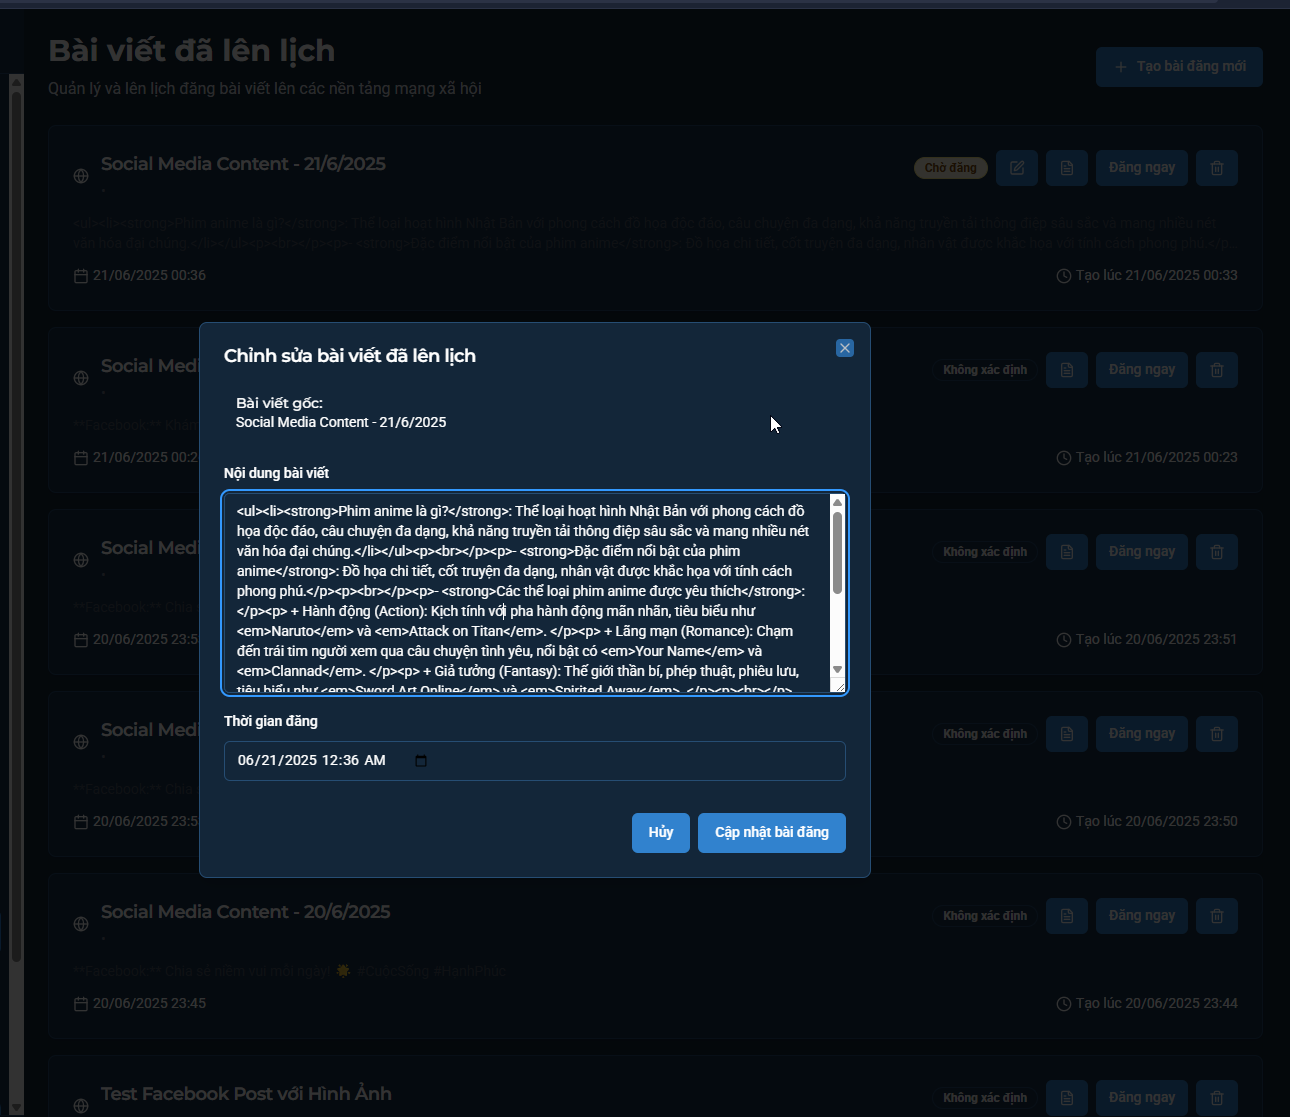 Bài viết đã lên lịch
Quản lý và lên lịch đăng bài viết lên các nền tảng mạng xã hội
+ Tạo bài đăng mới
Social Media Content - 21/6/2025
Chờ đăng
Đăng ngay
<ul><li><strong>Phim anime là gì?</strong>: Thể loại hoạt hình Nhật Bản với phong cách đồ họa độc đáo, câu chuyện đa dạng, khả năng truyền tải thông điệp sâu sắc và mang nhiều nét
văn hóa đại chúng.</li></ul><p><br></p><p>- <strong>Đặc điểm nổi bật của phim anime</strong>: Đồ họa chi tiết, cốt truyện đa dạng, nhân vật được khắc họa với tính cách phong phú.</p...
21/06/2025 00:36
Tạo lúc 21/06/2025 00:33
Social Medi
Không xác định
Đăng ngay
**Facebook:** Khám
21/06/2025 00:2
Tạo lúc 21/06/2025 00:23
Social Medi
Không xác định
Đăng ngay
**Facebook:** Chia
20/06/2025 23:5
Tạo lúc 20/06/2025 23:51
Social Medi
Không xác định
Đăng ngay
**Facebook:** Chia
20/06/2025 23:5
Tạo lúc 20/06/2025 23:50
Social Media Content - 20/6/2025
Không xác định
Đăng ngay
**Facebook:** Chia sẻ niềm vui mỗi ngày! 🌟 #CuộcSống #HạnhPhúc
20/06/2025 23:45
Tạo lúc 20/06/2025 23:44
Test Facebook Post với Hình Ảnh
Không xác định
Đăng ngay
Chỉnh sửa bài viết đã lên lịch
Bài viết gốc:
Social Media Content - 21/6/2025
Nội dung bài viết
<ul><li><strong>Phim anime là gì?</strong>: Thể loại hoạt hình Nhật Bản với phong cách đồ
họa độc đáo, câu chuyện đa dạng, khả năng truyền tải thông điệp sâu sắc và mang nhiều nét
văn hóa đại chúng.</li></ul><p><br></p><p>- <strong>Đặc điểm nổi bật của phim
anime</strong>: Đồ họa chi tiết, cốt truyện đa dạng, nhân vật được khắc họa với tính cách
phong phú.</p><p><br></p><p>- <strong>Các thể loại phim anime được yêu thích</strong>:
</p><p> + Hành động (Action): Kịch tính với pha hành động mãn nhãn, tiêu biểu như
<em>Naruto</em> và <em>Attack on Titan</em>. </p><p> + Lãng mạn (Romance): Chạm
đến trái tim người xem qua câu chuyện tình yêu, nổi bật có <em>Your Name</em> và
<em>Clannad</em>. </p><p> + Giả tưởng (Fantasy): Thế giới thần bí, phép thuật, phiêu lưu,
tiêu biểu như <em>Sword Art Online</em> và <em>Spirited Away</em>. </p><p><br></p>
Thời gian đăng
06/21/2025 12:36 AM
Hủy
Cập nhật bài đăng